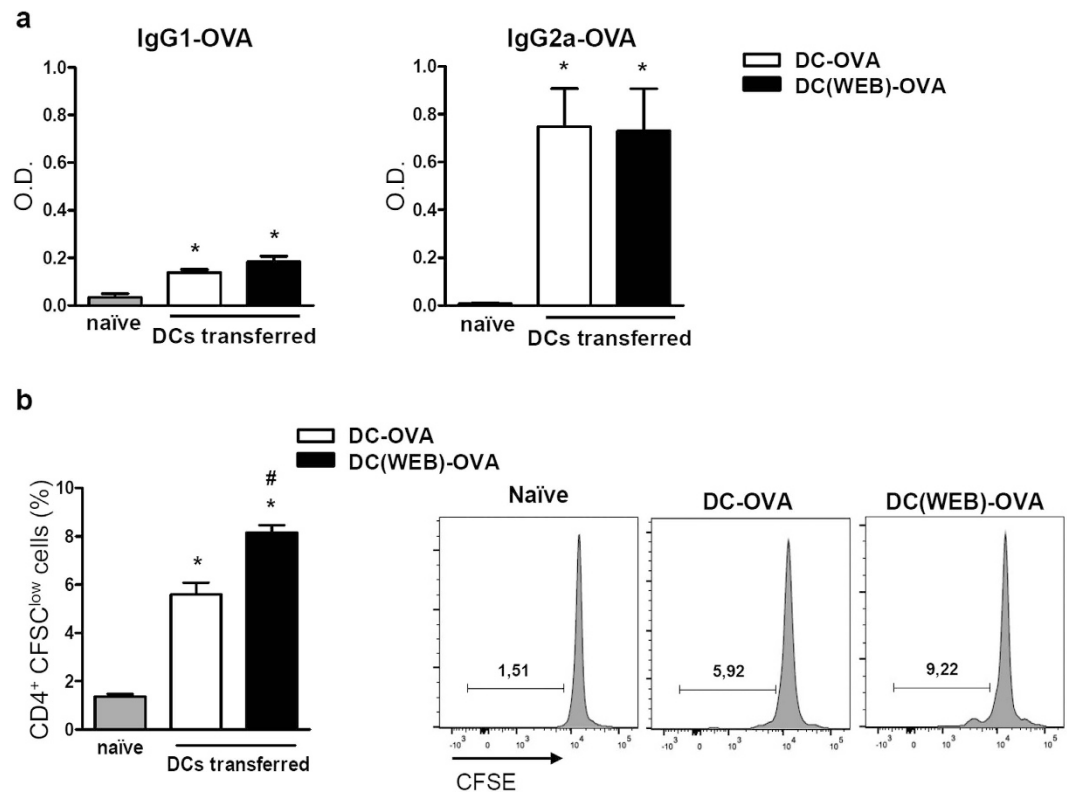 a
IgG1-OVA
IgG2a-OVA
DC-OVA
DC(WEB)-OVA
O.D.
1.0
0.8
0.6
0.4
0.2
0.0
*
*
naïve
DCs transferred
O.D.
1.0
0.8
0.6
0.4
0.2
0.0
*
*
naïve
DCs transferred
b
DC-OVA
DC(WEB)-OVA
CD4⁺ CFSC^low cells (%)
10
8
6
4
2
0
*
#
*
naïve
DCs transferred
Naïve
DC-OVA
DC(WEB)-OVA
1,51
5,92
9,22
-10³ 0 10³ 10⁴ 10⁵
-10³ 0 10³ 10⁴ 10⁵
-10³ 0 10³ 10⁴ 10⁵
CFSE